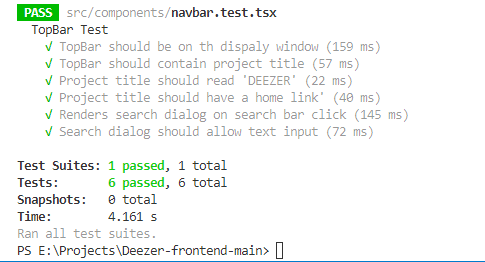 PASS src/components/navbar.test.tsx
TopBar Test
√ TopBar should be on th dispaly window (159 ms)
√ TopBar should contain project title (57 ms)
√ Project title should read 'DEEZER' (22 ms)
√ Project title should have a home link' (40 ms)
√ Renders search dialog on search bar click (145 ms)
√ Search dialog should allow text input (72 ms)
Test Suites: 1 passed, 1 total
Tests: 6 passed, 6 total
Snapshots: 0 total
Time: 4.161 s
Ran all test suites.
PS E:\Projects\Deezer-frontend-main>